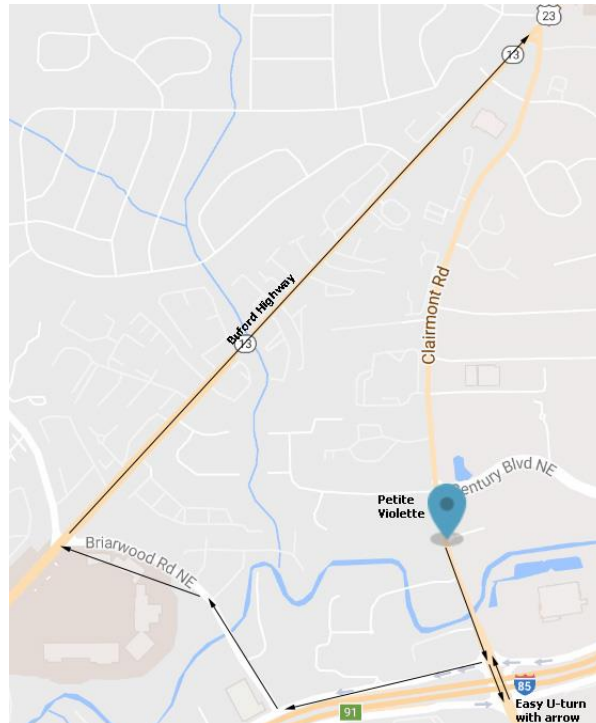 23
13
Buford Highway
13
Clairmont Rd
Petite
Violette
Century Blvd NE
Briarwood Rd NE
85
91
Easy U-turn
with arrow